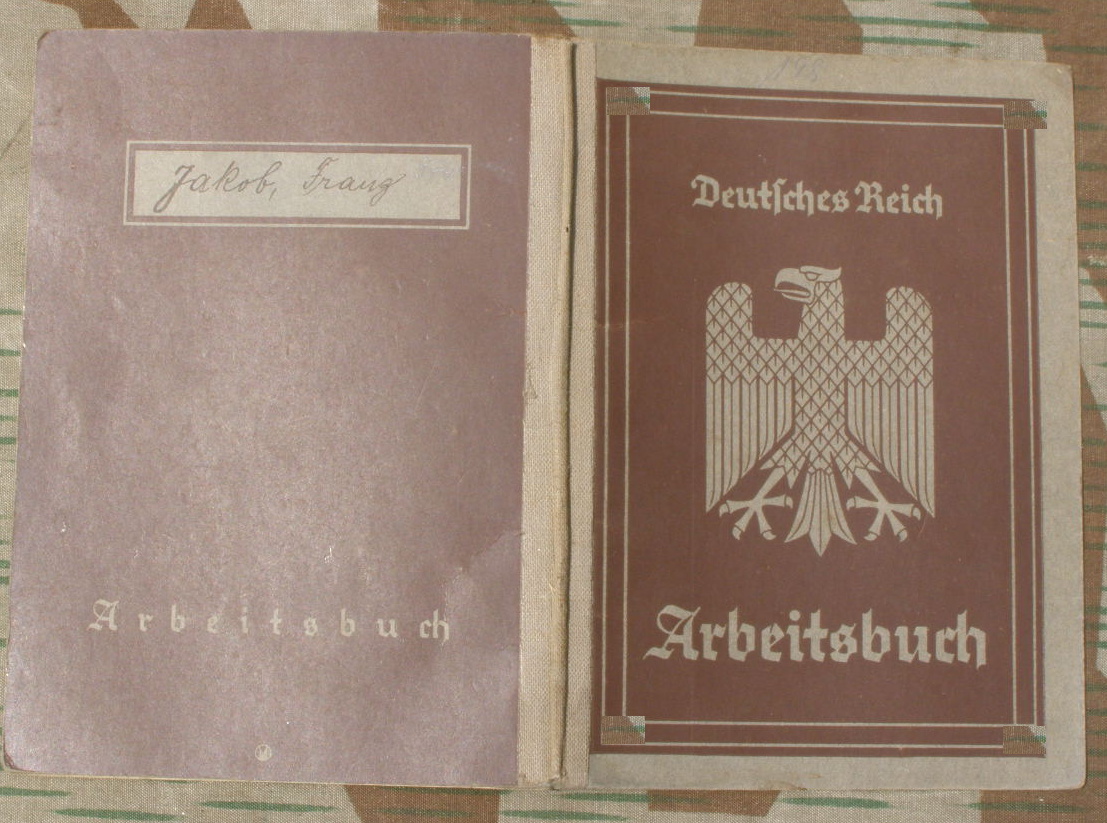 Jakob, Franz
Arbeitsbuch
Deutſches Reich
Arbeitsbuch